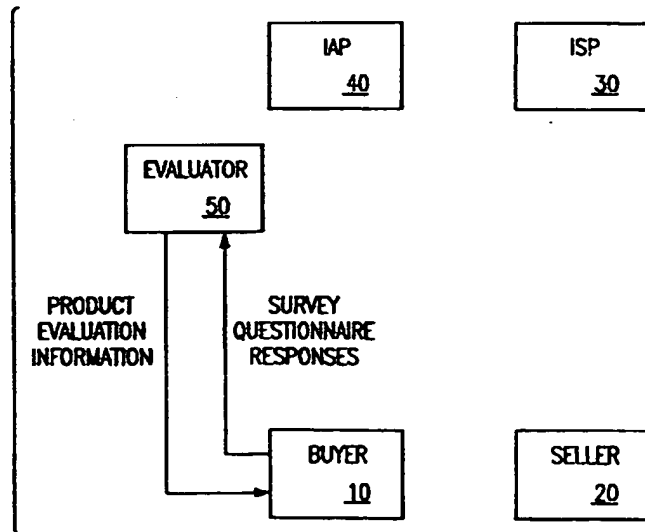 IAP
40
ISP
30
EVALUATOR
50
PRODUCT
EVALUATION
INFORMATION
SURVEY
QUESTIONNAIRE
RESPONSES
BUYER
10
SELLER
20